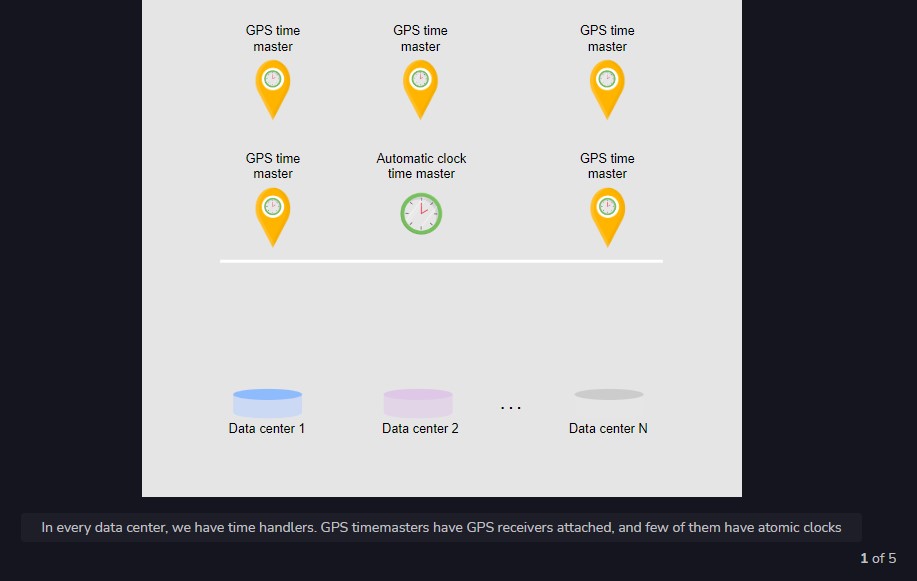 GPS time GPS time GPS time
master master master
GPS time Automatic clock GPS time
master time master master
...
Data center 1 Data center 2 Data center N
In every data center, we have time handlers. GPS timemasters have GPS receivers attached, and few of them have atomic clocks
1 of 5